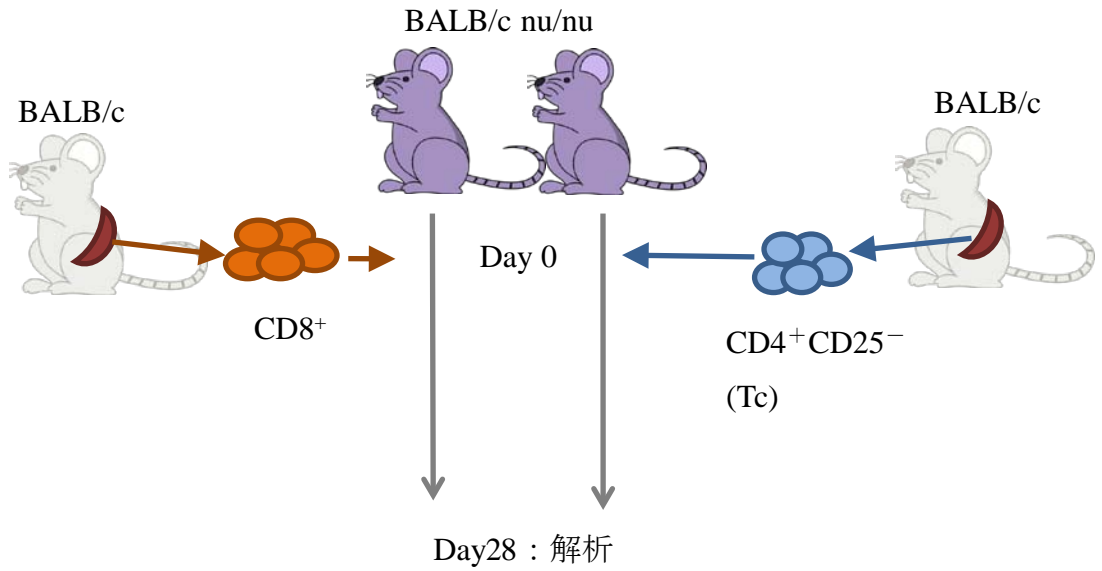 BALB/c nu/nu
BALB/c
BALB/c
Day 0
CD8⁺
CD4⁺CD25⁻
(Tc)
Day28：解析